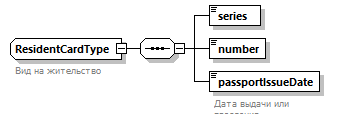 series
ResidentCardType
number
Вид на жительство
passportIssueDate
Дата выдачи или